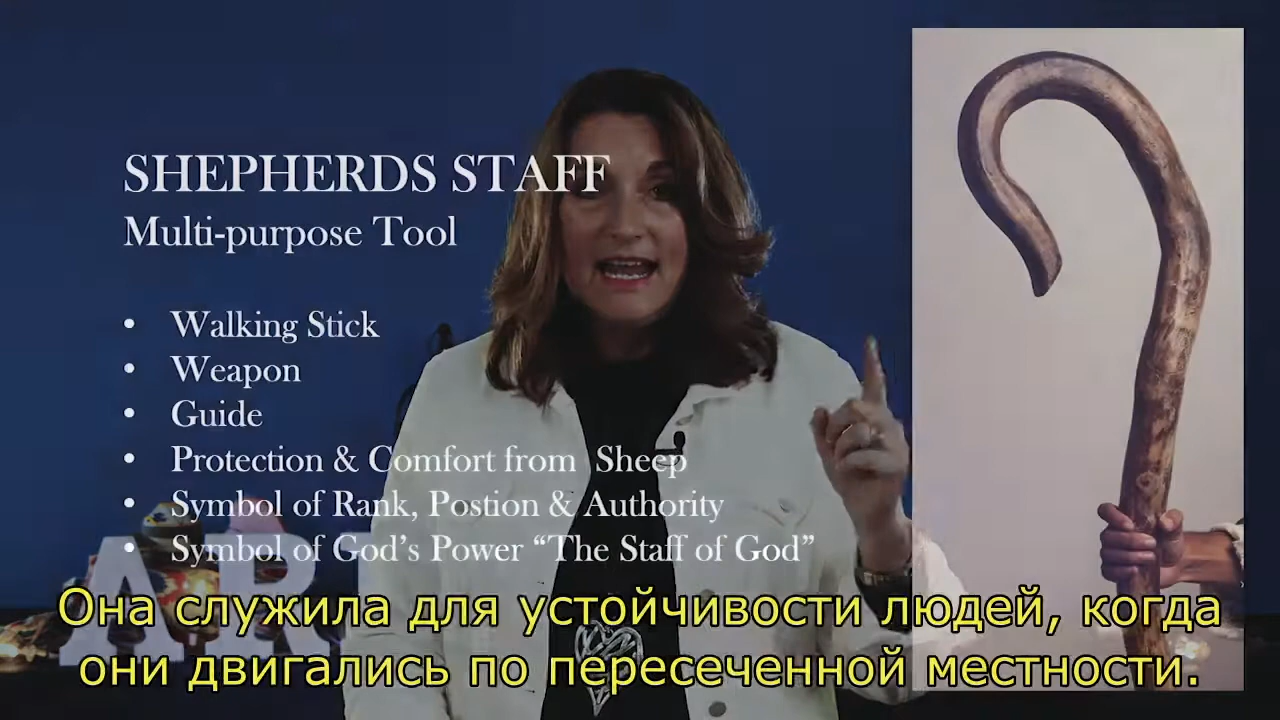 SHEPHERDS STAFF
Multi-purpose Tool
• Walking Stick
• Weapon
• Guide
• Protection & Comfort from Sheep
• Symbol of Rank, Postion & Authority
• Symbol of God's Power “The Staff of God”
AR
Она служила для устойчивости людей, когда
они двигались по пересеченной местности.